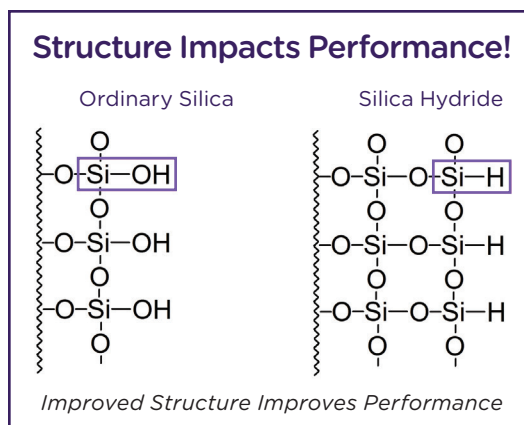 Structure Impacts Performance!
Ordinary Silica
O
–O–Si–OH
O
–O–Si–OH
O
–O–Si–OH
O
Silica Hydride
O O
–O–Si–O–Si–H
O O
–O–Si–O–Si–H
O O
–O–Si–O–Si–H
O O
Improved Structure Improves Performance